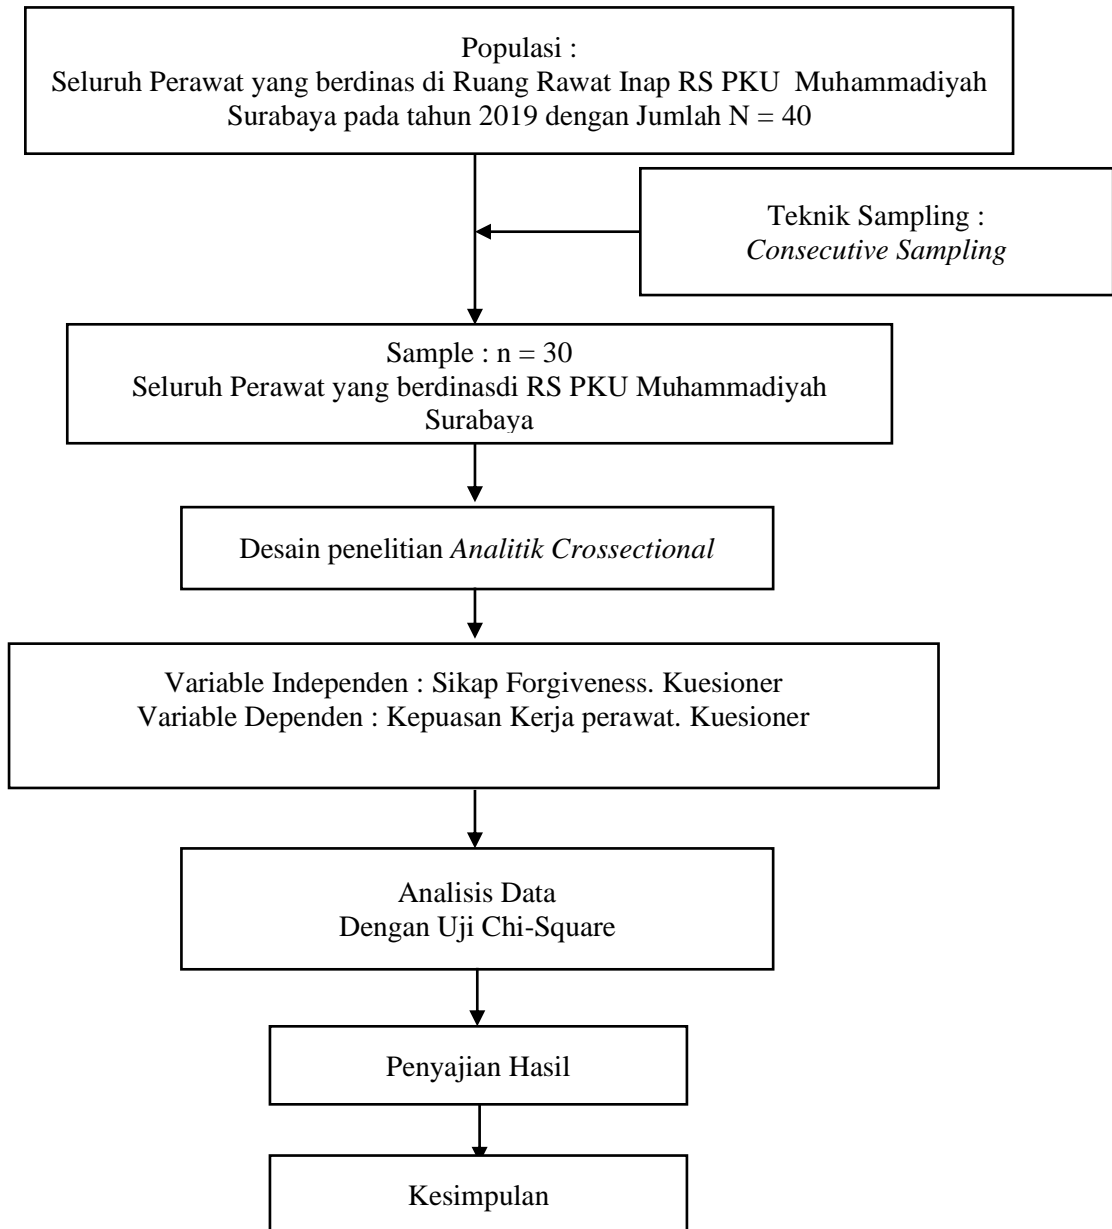 Populasi :
Seluruh Perawat yang berdinas di Ruang Rawat Inap RS PKU  Muhammadiyah
Surabaya pada tahun 2019 dengan Jumlah N = 40
Teknik Sampling :
Consecutive Sampling
Sample : n = 30
Seluruh Perawat yang berdinasdi RS PKU Muhammadiyah
Surabaya
Desain penelitian Analitik Crossectional
Variable Independen : Sikap Forgiveness. Kuesioner
Variable Dependen : Kepuasan Kerja perawat. Kuesioner
Analisis Data
Dengan Uji Chi-Square
Penyajian Hasil
Kesimpulan